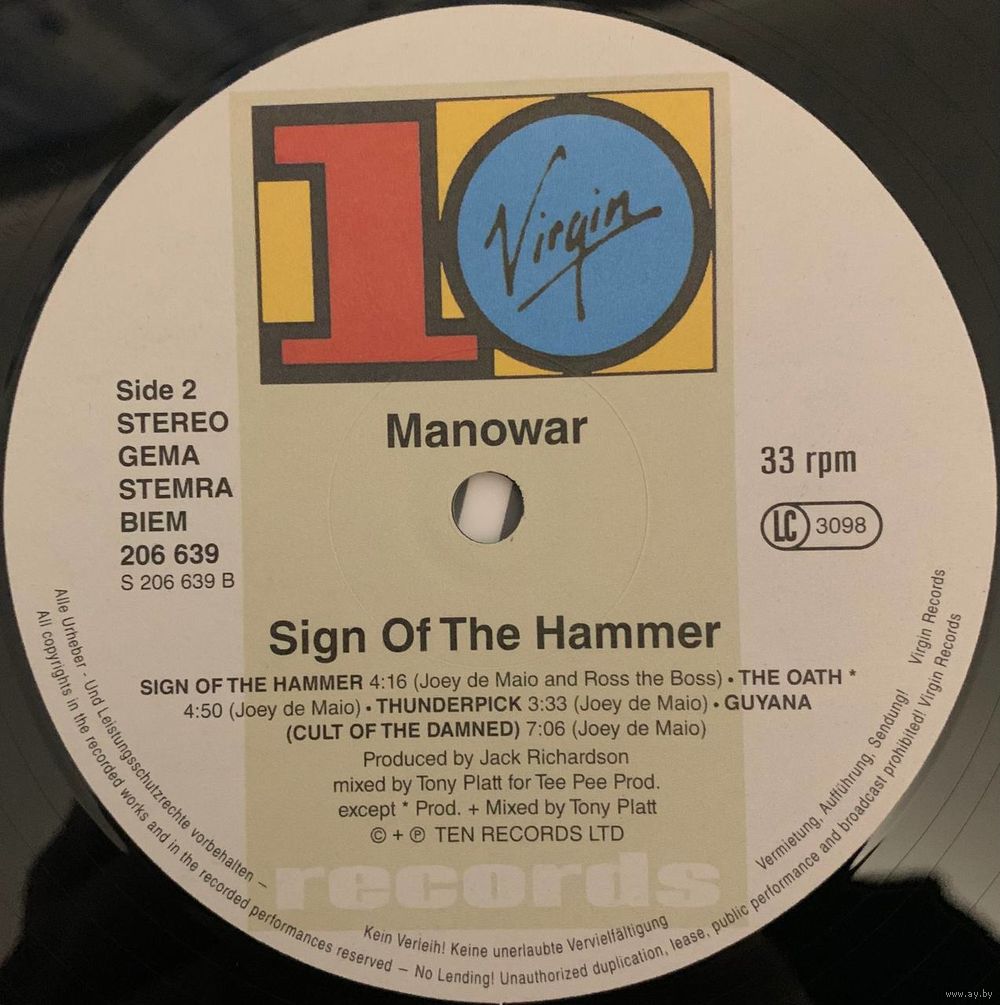 10
Virgin
Side 2
STEREO
GEMA
STEMRA
BIEM
206 639
S 206 639 B
Manowar
33 rpm
LC 3098
Sign Of The Hammer
SIGN OF THE HAMMER 4:16 (Joey de Maio and Ross the Boss) • THE OATH *
4:50 (Joey de Maio) • THUNDERPICK 3:33 (Joey de Maio) • GUYANA
(CULT OF THE DAMNED) 7:06 (Joey de Maio)
Produced by Jack Richardson
mixed by Tony Platt for Tee Pee Prod.
except * Prod. + Mixed by Tony Platt
© + ℗ TEN RECORDS LTD
records
Alle Urheber - Und Leistungsschutzrechte vorbehalten – Kein Verleih! Keine unerlaubte Vervielfältigung Vermietung, Aufführung, Sendung! Virgin Records
All copyrights in the recorded works and in the recorded performances reserved – No Lending! Unauthorized duplication, lease, public performance and broadcast prohibited! Virgin Records
www.ay.by